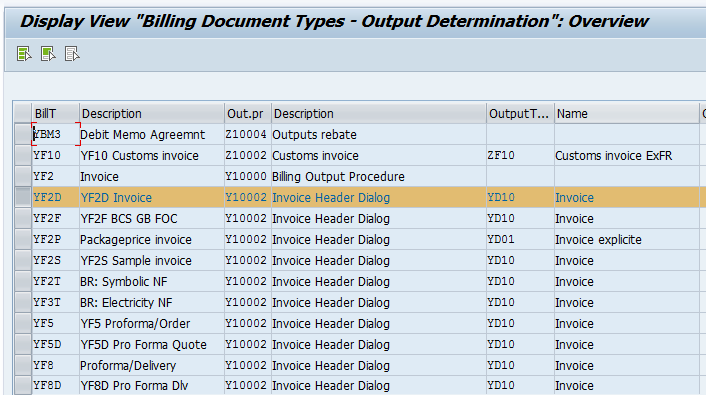 Display View "Billing Document Types - Output Determination": Overview
BillT Description Out.pr Description OutputT... Name
YBM3 Debit Memo Agreemnt Z10004 Outputs rebate
YF10 YF10 Customs invoice Z10002 Customs invoice ZF10 Customs invoice ExFR
YF2 Invoice Y10000 Billing Output Procedure
YF2D YF2D Invoice Y10002 Invoice Header Dialog YD10 Invoice
YF2F YF2F BCS GB FOC Y10002 Invoice Header Dialog YD10 Invoice
YF2P Packageprice invoice Y10002 Invoice Header Dialog YD01 Invoice explicite
YF2S YF2S Sample invoice Y10002 Invoice Header Dialog YD10 Invoice
YF2T BR: Symbolic NF Y10002 Invoice Header Dialog YD10 Invoice
YF3T BR: Electricity NF Y10002 Invoice Header Dialog YD10 Invoice
YF5 YF5 Proforma/Order Y10002 Invoice Header Dialog YD10 Invoice
YF5D YF5D Pro Forma Quote Y10002 Invoice Header Dialog YD10 Invoice
YF8 Proforma/Delivery Y10002 Invoice Header Dialog YD10 Invoice
YF8D YF8D Pro Forma Dlv Y10002 Invoice Header Dialog YD10 Invoice